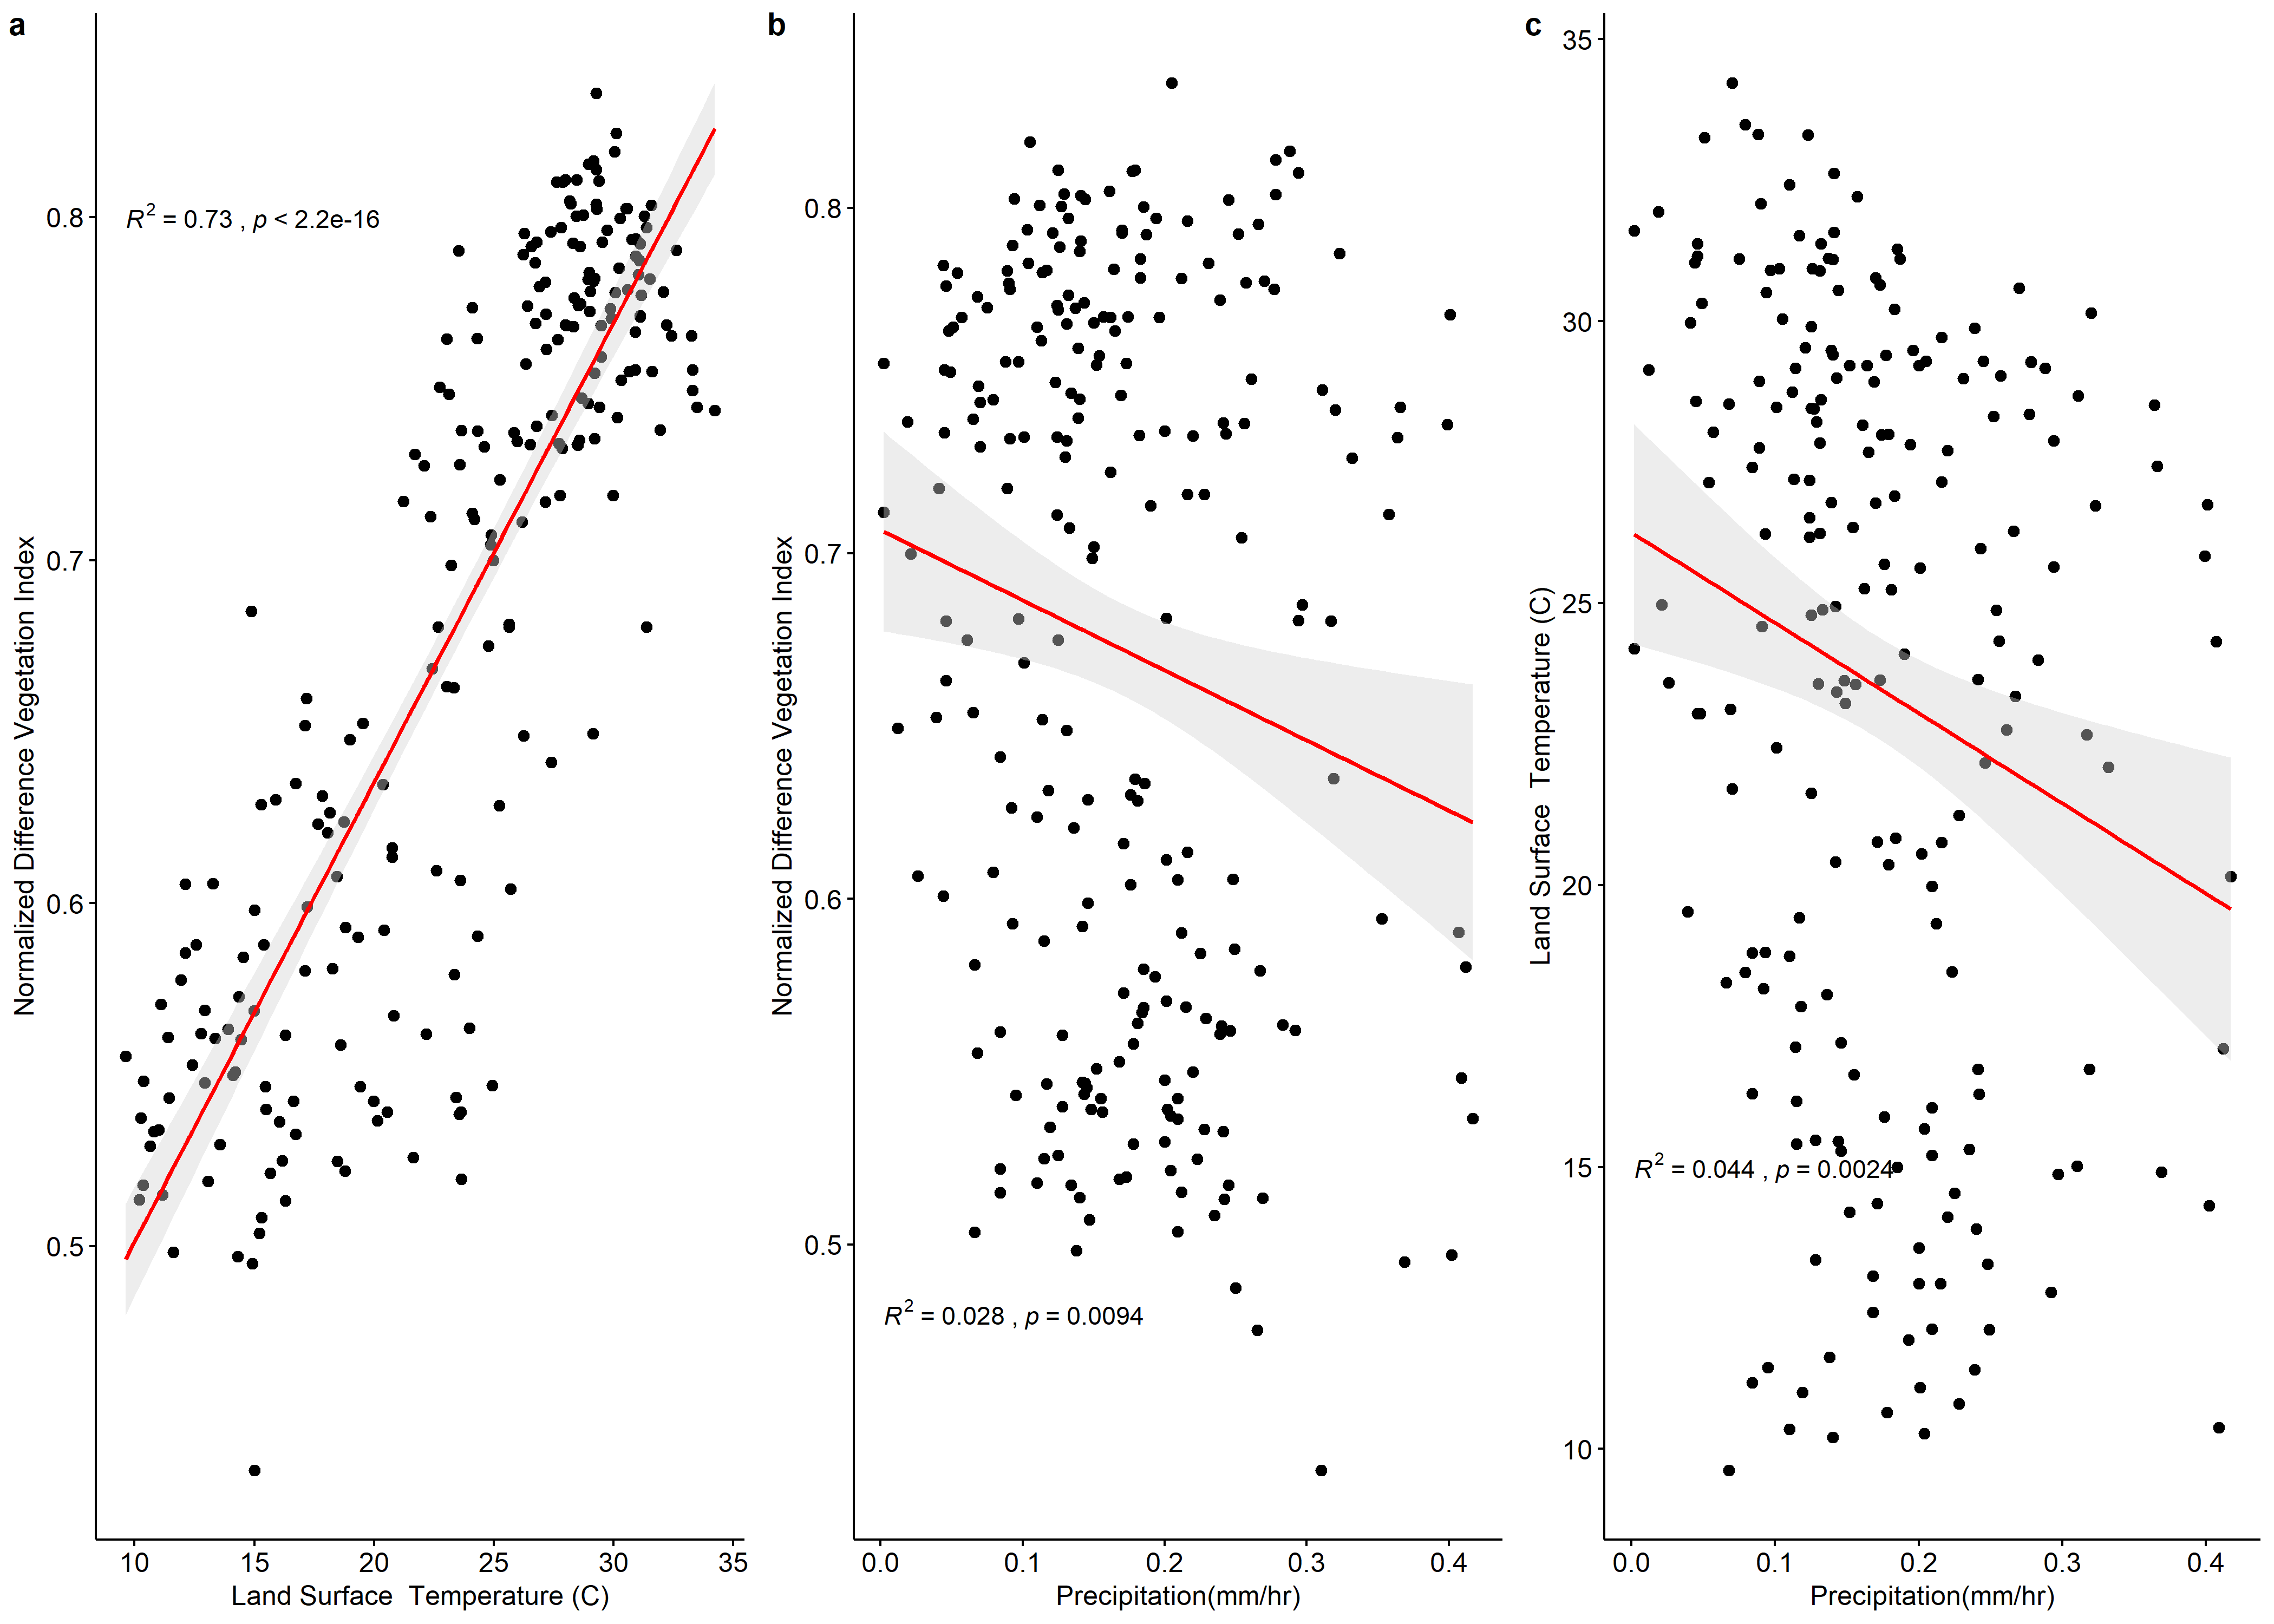 a
R2 = 0.73 , p < 2.2e-16
0.8
0.7
0.6
0.5
Normalized Difference Vegetation Index
10 15 20 25 30 35
Land Surface  Temperature (C)
b
0.8
0.7
0.6
0.5
Normalized Difference Vegetation Index
R2 = 0.028 , p = 0.0094
0.0 0.1 0.2 0.3 0.4
Precipitation(mm/hr)
c
35
30
25
20
15
10
Land Surface  Temperature (C)
R2 = 0.044 , p = 0.0024
0.0 0.1 0.2 0.3 0.4
Precipitation(mm/hr)